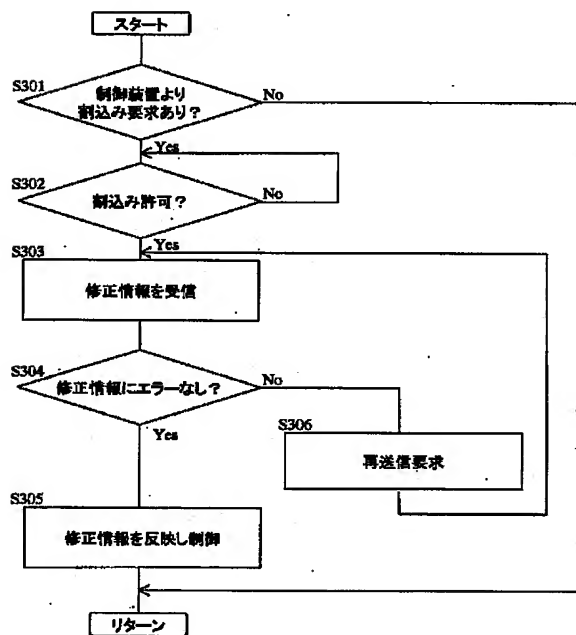 スタート
S301
制御装置より
割込み要求あり？
No
Yes
S302
割込み許可？
No
Yes
S303
修正情報を受信
S304
修正情報にエラーなし？
No
Yes
S306
再送信要求
S305
修正情報を反映し制御
リターン